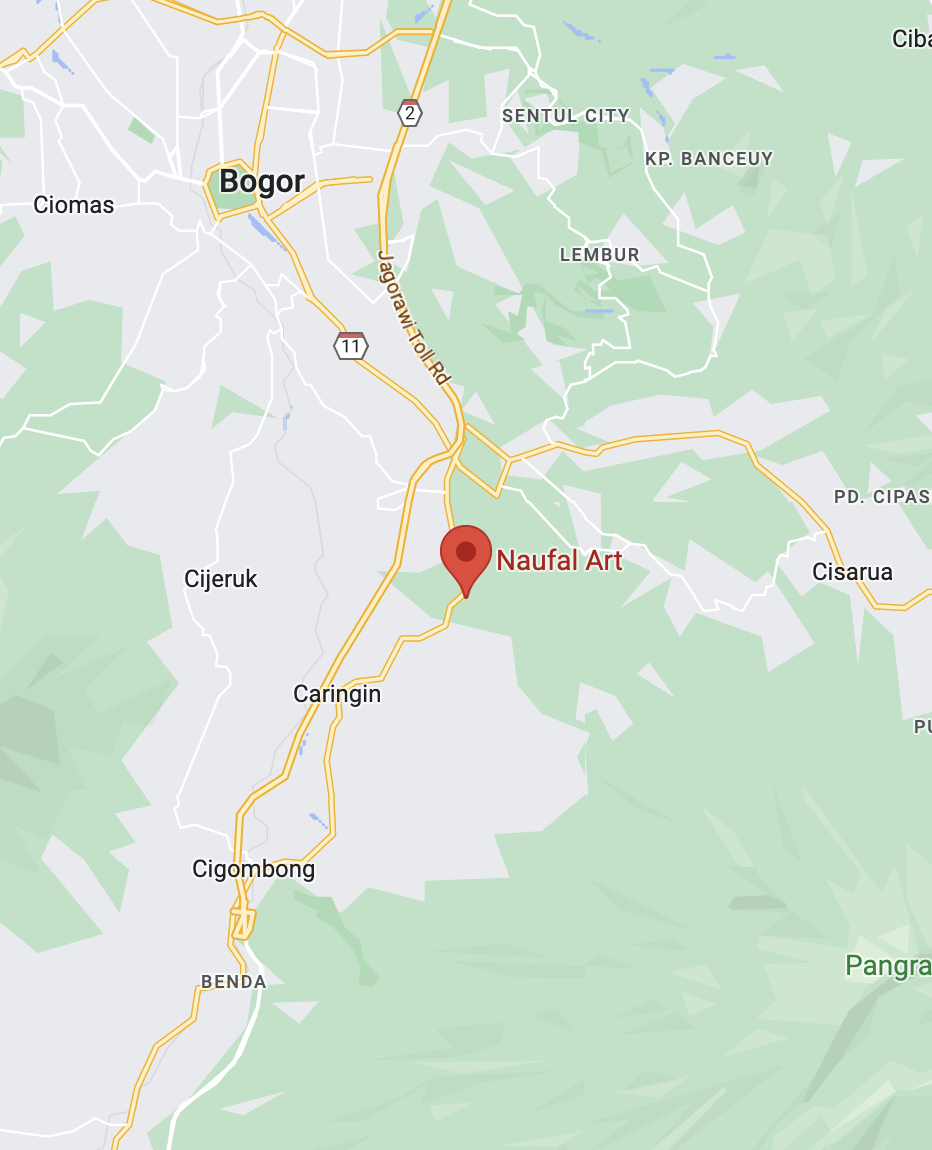 Ciba
2
SENTUL CITY
KP. BANCEUY
Bogor
Ciomas
LEMBUR
Jagorawi Toll Rd
11
PD. CIPAS
Naufal Art
Cisarua
Cijeruk
Caringin
PU
Cigombong
Pangra
BENDA